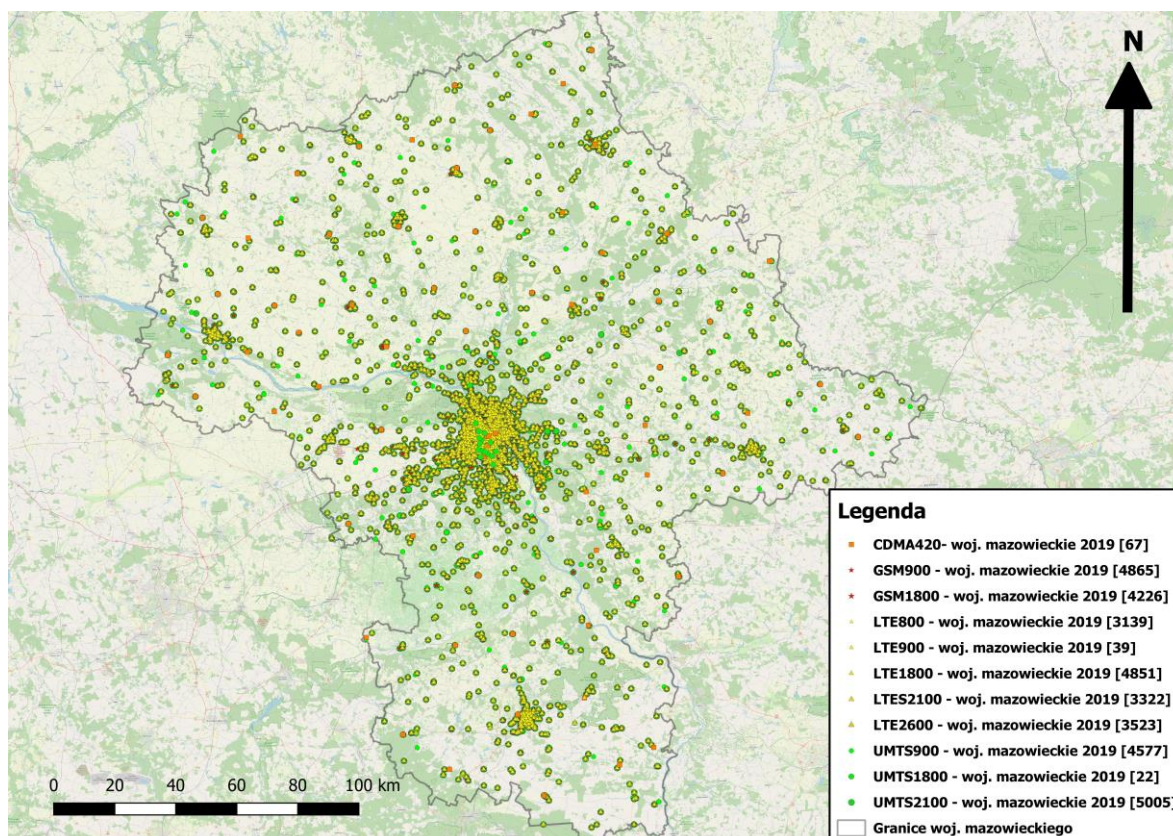 N
Legenda
CDMA420- woj. mazowieckie 2019 [67]
GSM900 - woj. mazowieckie 2019 [4865]
GSM1800 - woj. mazowieckie 2019 [4226]
LTE800 - woj. mazowieckie 2019 [3139]
LTE900 - woj. mazowieckie 2019 [39]
LTE1800 - woj. mazowieckie 2019 [4851]
LTES2100 - woj. mazowieckie 2019 [3322]
LTE2600 - woj. mazowieckie 2019 [3523]
UMTS900 - woj. mazowieckie 2019 [4577]
UMTS1800 - woj. mazowieckie 2019 [22]
UMTS2100 - woj. mazowieckie 2019 [5005]
Granice woj. mazowieckiego
0 20 40 60 80 100 km